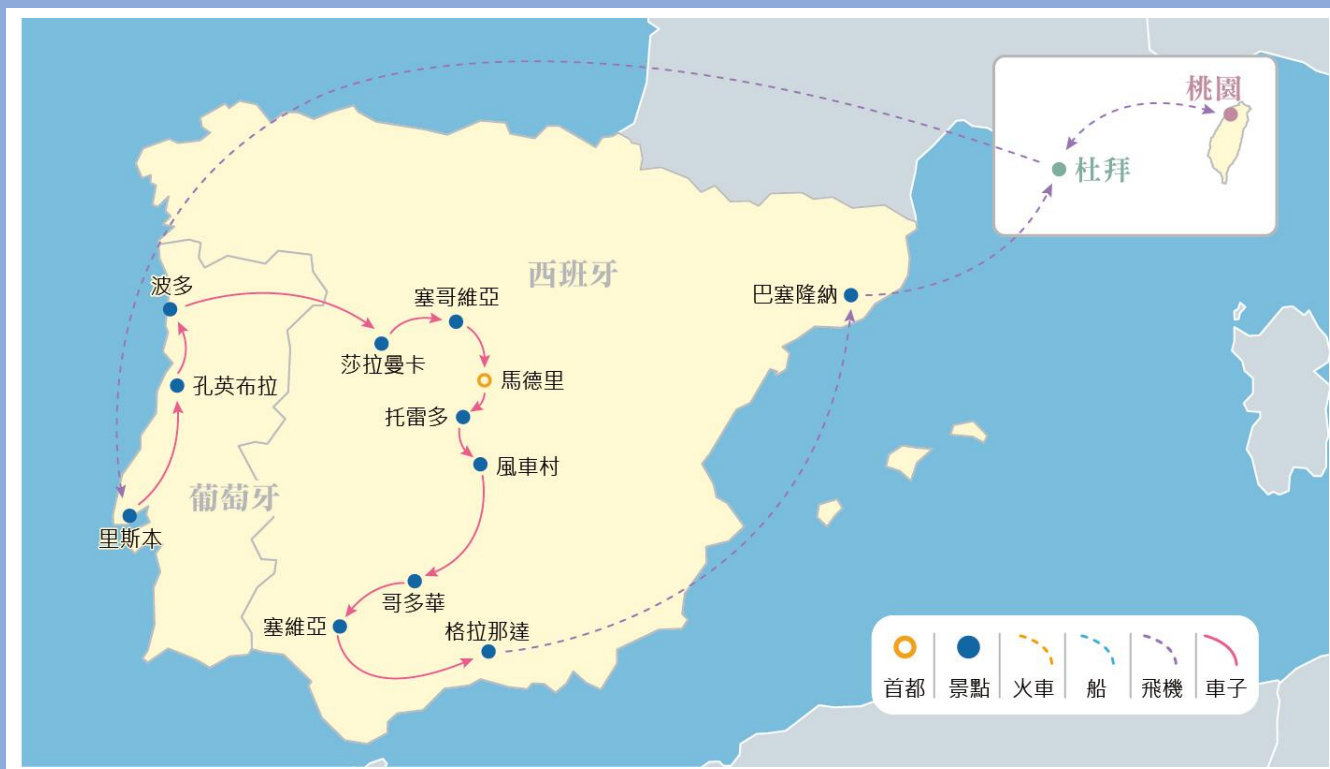 桃園
杜拜
西班牙
波多
塞哥維亞
巴塞隆納
莎拉曼卡
孔英布拉
馬德里
托雷多
風車村
葡萄牙
里斯本
哥多華
塞維亞
格拉那達
首都
景點
火車
船
飛機
車子